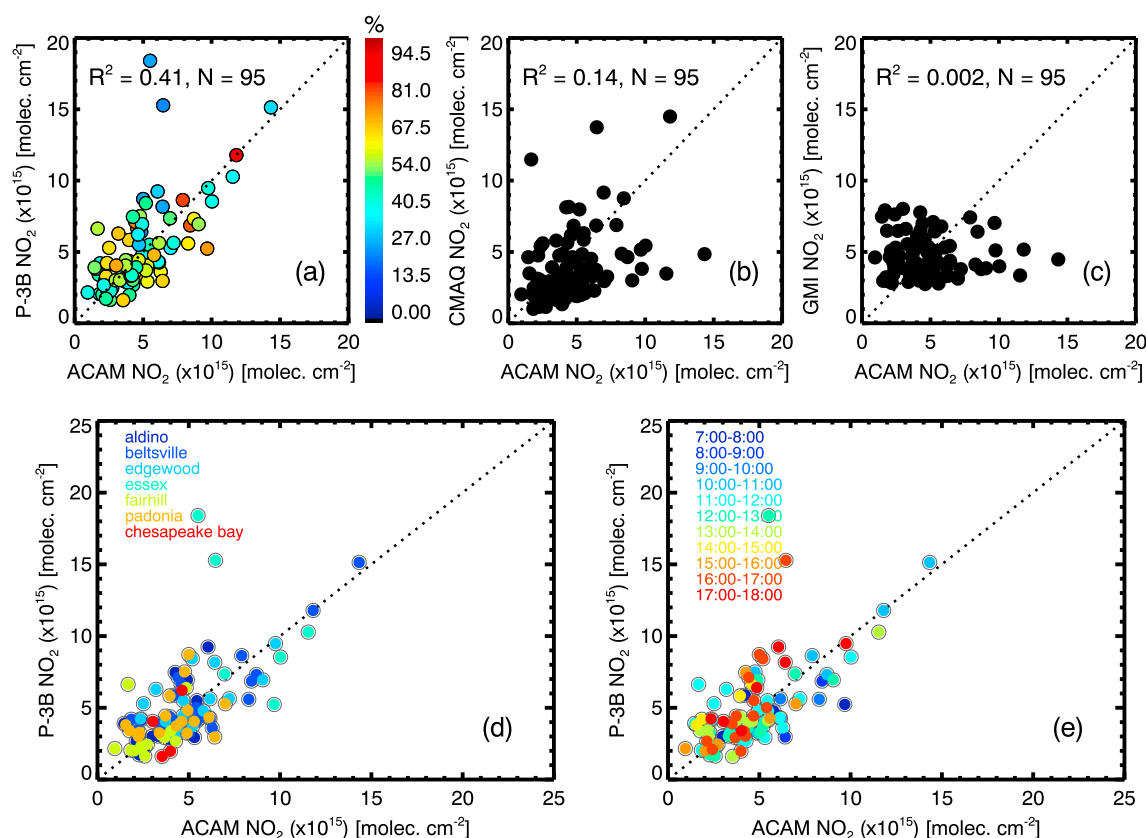 %
R² = 0.41, N = 95
(a)
P-3B NO₂ (x10¹⁵) [molec. cm⁻²]
20
15
10
5
0
0 5 10 15 20
ACAM NO₂ (x10¹⁵) [molec. cm⁻²]
94.5
81.0
67.5
54.0
40.5
27.0
13.5
0.00
R² = 0.14, N = 95
(b)
CMAQ NO₂ (x10¹⁵) [molec. cm⁻²]
20
15
10
5
0
0 5 10 15 20
ACAM NO₂ (x10¹⁵) [molec. cm⁻²]
R² = 0.002, N = 95
(c)
GMI NO₂ (x10¹⁵) [molec. cm⁻²]
20
15
10
5
0
0 5 10 15 20
ACAM NO₂ (x10¹⁵) [molec. cm⁻²]
aldino
beltsville
edgewood
essex
fairhill
padonia
chesapeake bay
(d)
P-3B NO₂ (x10¹⁵) [molec. cm⁻²]
25
20
15
10
5
0
0 5 10 15 20 25
ACAM NO₂ (x10¹⁵) [molec. cm⁻²]
7:00-8:00
8:00-9:00
9:00-10:00
10:00-11:00
11:00-12:00
12:00-13:00
13:00-14:00
14:00-15:00
15:00-16:00
16:00-17:00
17:00-18:00
(e)
P-3B NO₂ (x10¹⁵) [molec. cm⁻²]
25
20
15
10
5
0
0 5 10 15 20 25
ACAM NO₂ (x10¹⁵) [molec. cm⁻²]